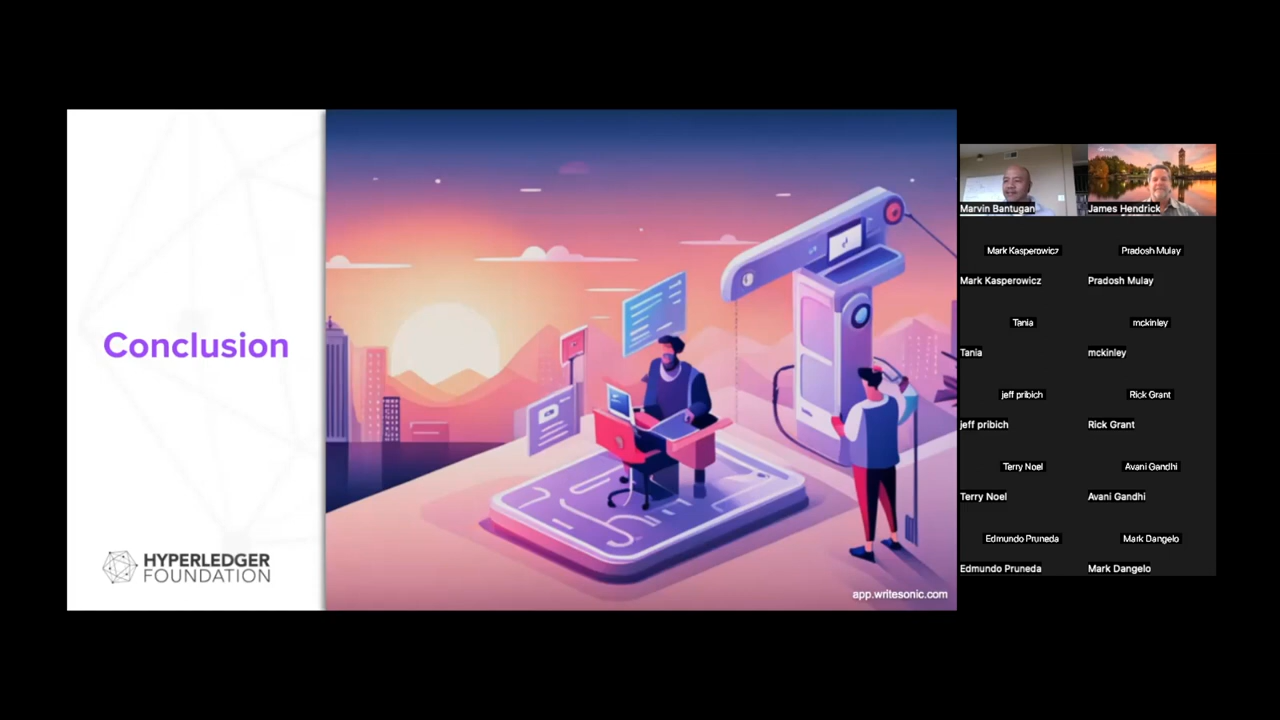 Conclusion
HYPERLEDGER
FOUNDATION
app.writesonic.com
Marvin Bantugan
James Hendrick
Mark Kasperowicz
Pradosh Mulay
Mark Kasperowicz
Pradosh Mulay
Tania
mckinley
Tania
mckinley
jeff pribich
Rick Grant
jeff pribich
Rick Grant
Terry Noel
Avani Gandhi
Terry Noel
Avani Gandhi
Edmundo Pruneda
Mark Dangelo
Edmundo Pruneda
Mark Dangelo